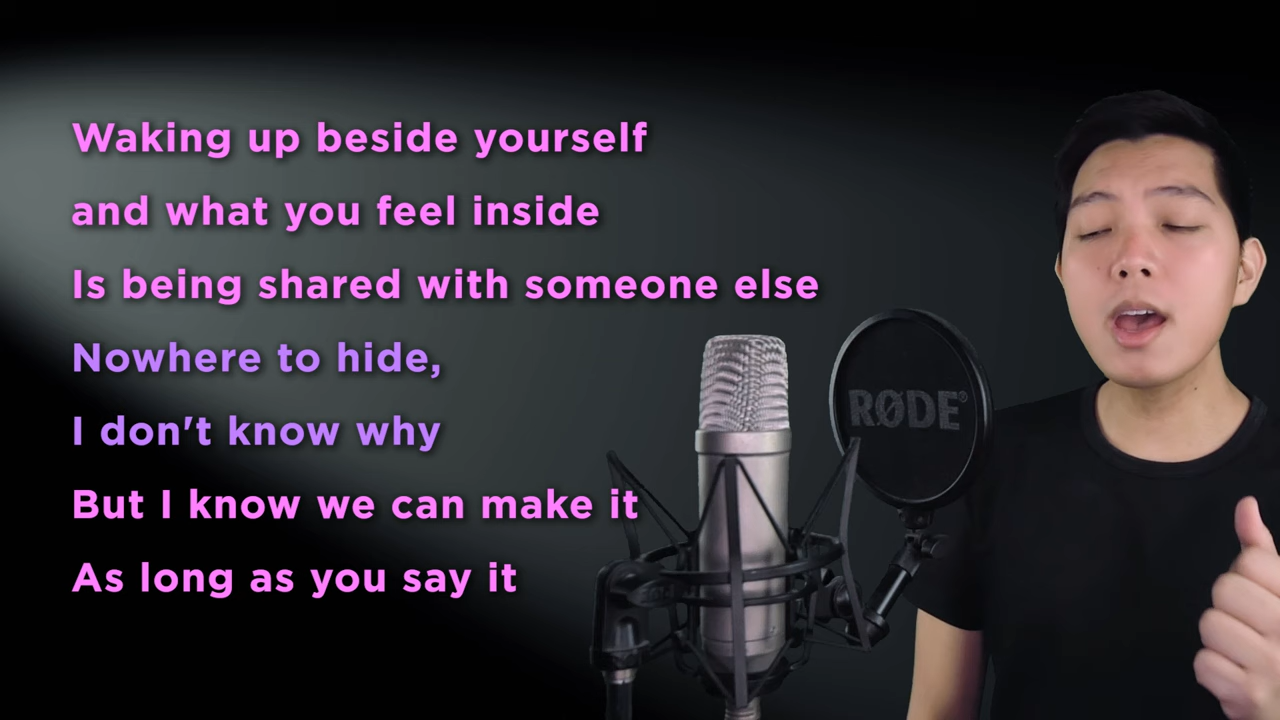 Waking up beside yourself
and what you feel inside
Is being shared with someone else
Nowhere to hide,
I don't know why
But I know we can make it
As long as you say it
RØDE®